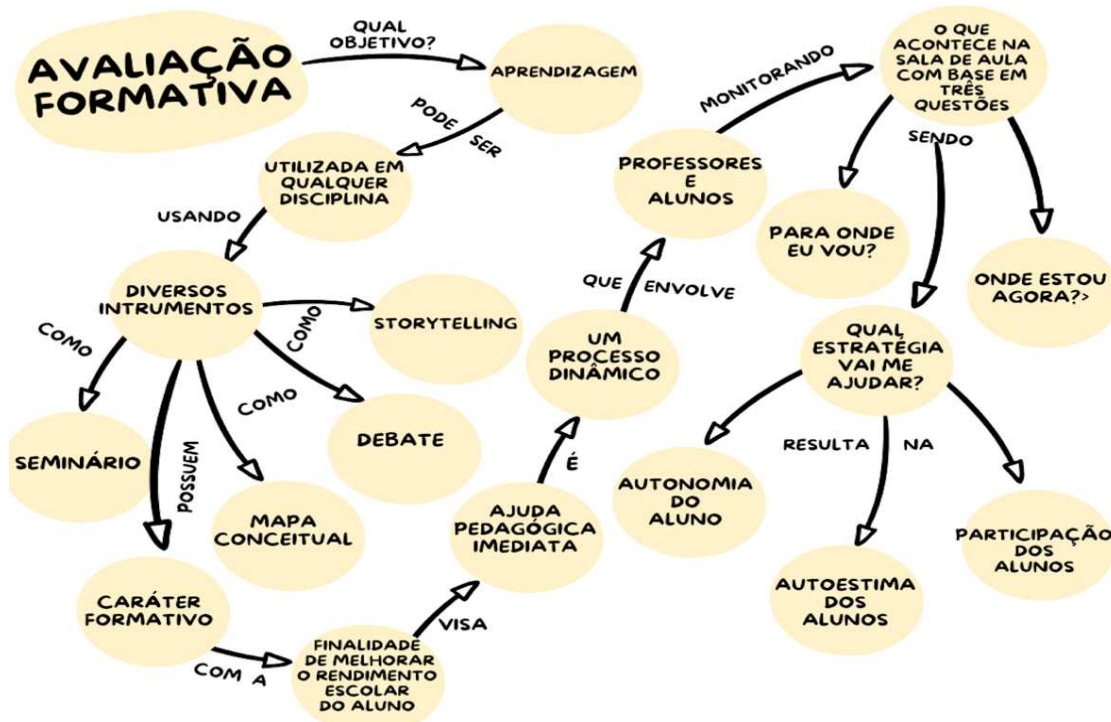 AVALIAÇÃO
FORMATIVA
QUAL
OBJETIVO?
APRENDIZAGEM
PODE SER
UTILIZADA EM
QUALQUER
DISCIPLINA
USANDO
DIVERSOS
INTRUMENTOS
COMO
STORYTELLING
COMO
DEBATE
COMO
MAPA
CONCEITUAL
SEMINÁRIO
POSSUEM
CARÁTER
FORMATIVO
COM A
FINALIDADE
DE MELHORAR
O RENDIMENTO
ESCOLAR
DO ALUNO
VISA
AJUDA
PEDAGÓGICA
IMEDIATA
É
UM
PROCESSO
DINÂMICO
QUE ENVOLVE
PROFESSORES
E
ALUNOS
MONITORANDO
O QUE
ACONTECE NA
SALA DE AULA
COM BASE EM
TRÊS
QUESTÕES
SENDO
PARA ONDE
EU VOU?
ONDE ESTOU
AGORA?>
QUAL
ESTRATÉGIA
VAI ME
AJUDAR?
RESULTA NA
AUTONOMIA
DO
ALUNO
AUTOESTIMA
DOS
ALUNOS
PARTICIPAÇÃO
DOS
ALUNOS